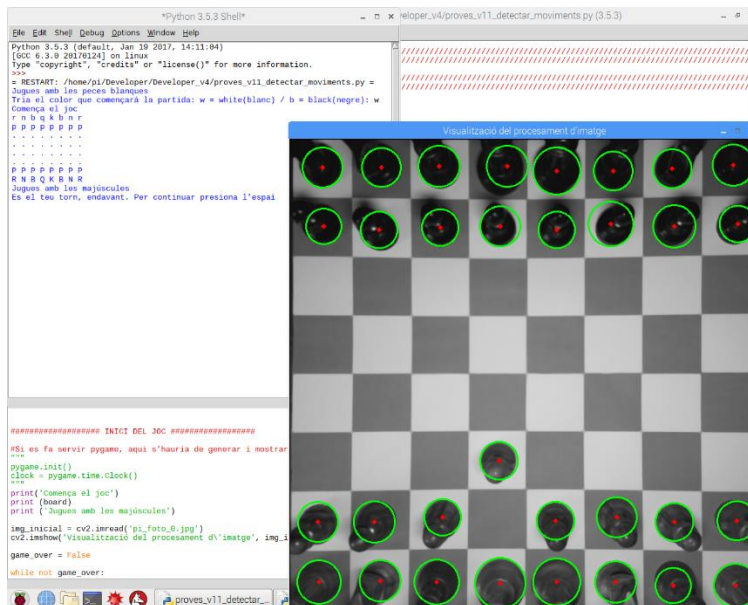 *Python 3.5.3 Shell*
File Edit Shell Debug Options Window Help
Python 3.5.3 (default, Jan 19 2017, 14:11:04)
[GCC 6.3.0 20170124] on linux
Type "copyright", "credits" or "license()" for more information.
>>>
= RESTART: /home/pi/Developer/Developer_v4/proves_v11_detectar_moviments.py =
Jugues amb les peces blanques
Tria el color que començarà la partida: w = white(blanc) / b = black(negre): w
Comença el joc
r n b q k b n r
p p p p p p p p
. . . . . . . .
. . . . . . . .
. . . . . . . .
. . . . . . . .
P P P P P P P P
R N B Q K B N R
Jugues amb les majúscules
Es el teu torn, endavant. Per continuar presiona l'espai
veloper_v4/proves_v11_detectar_moviments.py (3.5.3)
Visualització del procesament d'imatge
################## INICI DEL JOC #################
#Si es fa servir pygame, aqui s'hauria de generar i mostrar
"""
pygame.init()
clock = pygame.time.Clock()
"""
print('Comença el joc')
print (board)
print ('Jugues amb les majúscules')
img_inicial = cv2.imread('pi_foto_0.jpg')
cv2.imshow('Visualització del procesament d\'imatge', img_i
game_over = False
while not game_over:
proves_v11_detectar_...